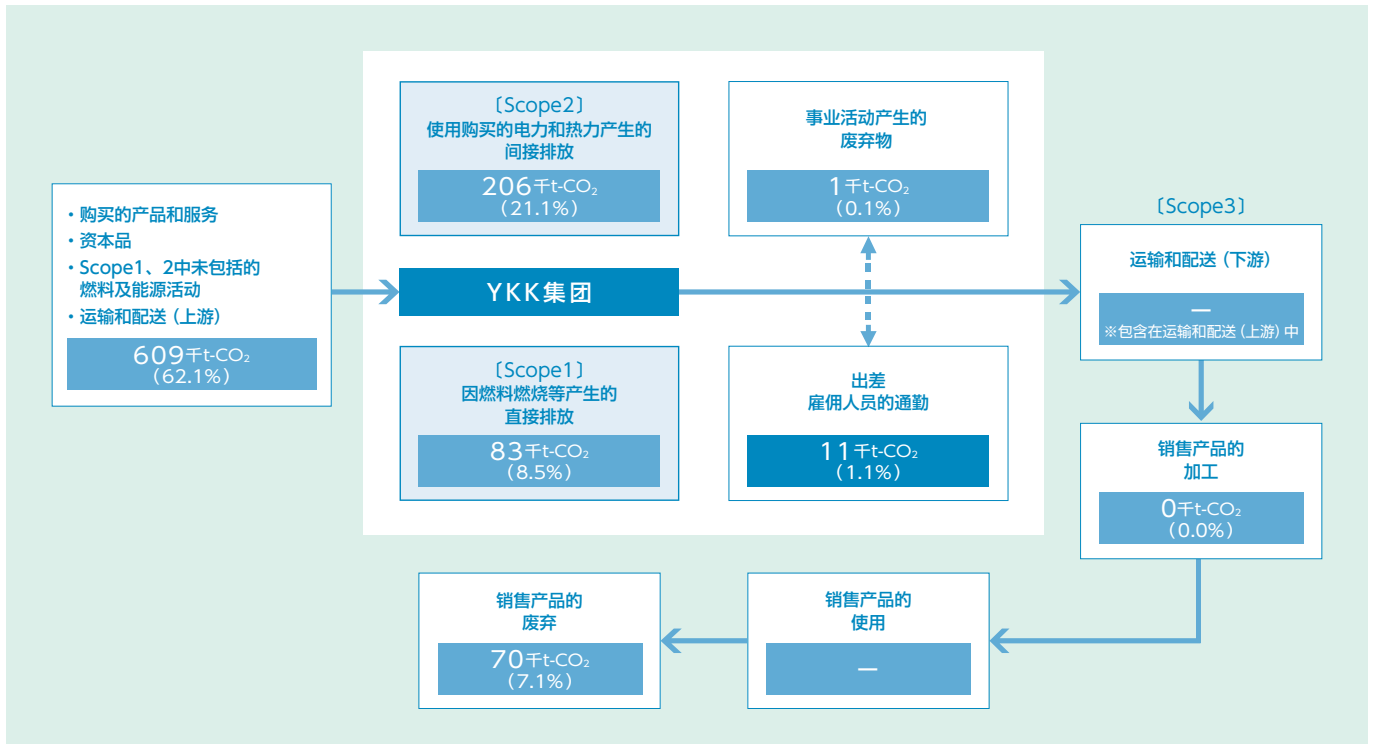 ・购买的产品和服务
・资本品
・Scope1、2中未包括的
燃料及能源活动
・运输和配送（上游）
609千t-CO₂
（62.1%）
〔Scope2〕
使用购买的电力和热力产生的
间接排放
206千t-CO₂
（21.1%）
YKK集团
〔Scope1〕
因燃料燃烧等产生的
直接排放
83千t-CO₂
（8.5%）
事业活动产生的
废弃物
1千t-CO₂
（0.1%）
出差
雇佣人员的通勤
11千t-CO₂
（1.1%）
〔Scope3〕
运输和配送（下游）
—
※包含在运输和配送（上游）中
销售产品的
加工
0千t-CO₂
（0.0%）
销售产品的
使用
—
销售产品的
废弃
70千t-CO₂
（7.1%）